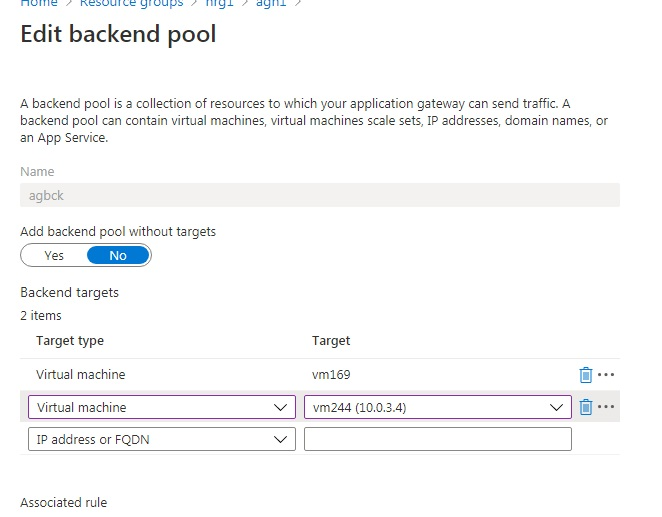 Home > Resource groups > hrg1 > agh1 >
Edit backend pool
A backend pool is a collection of resources to which your application gateway can send traffic. A
backend pool can contain virtual machines, virtual machines scale sets, IP addresses, domain names, or
an App Service.
Name
agbck
Add backend pool without targets
Yes No
Backend targets
2 items
Target type Target
Virtual machine vm169
Virtual machine vm244 (10.0.3.4)
IP address or FQDN
Associated rule